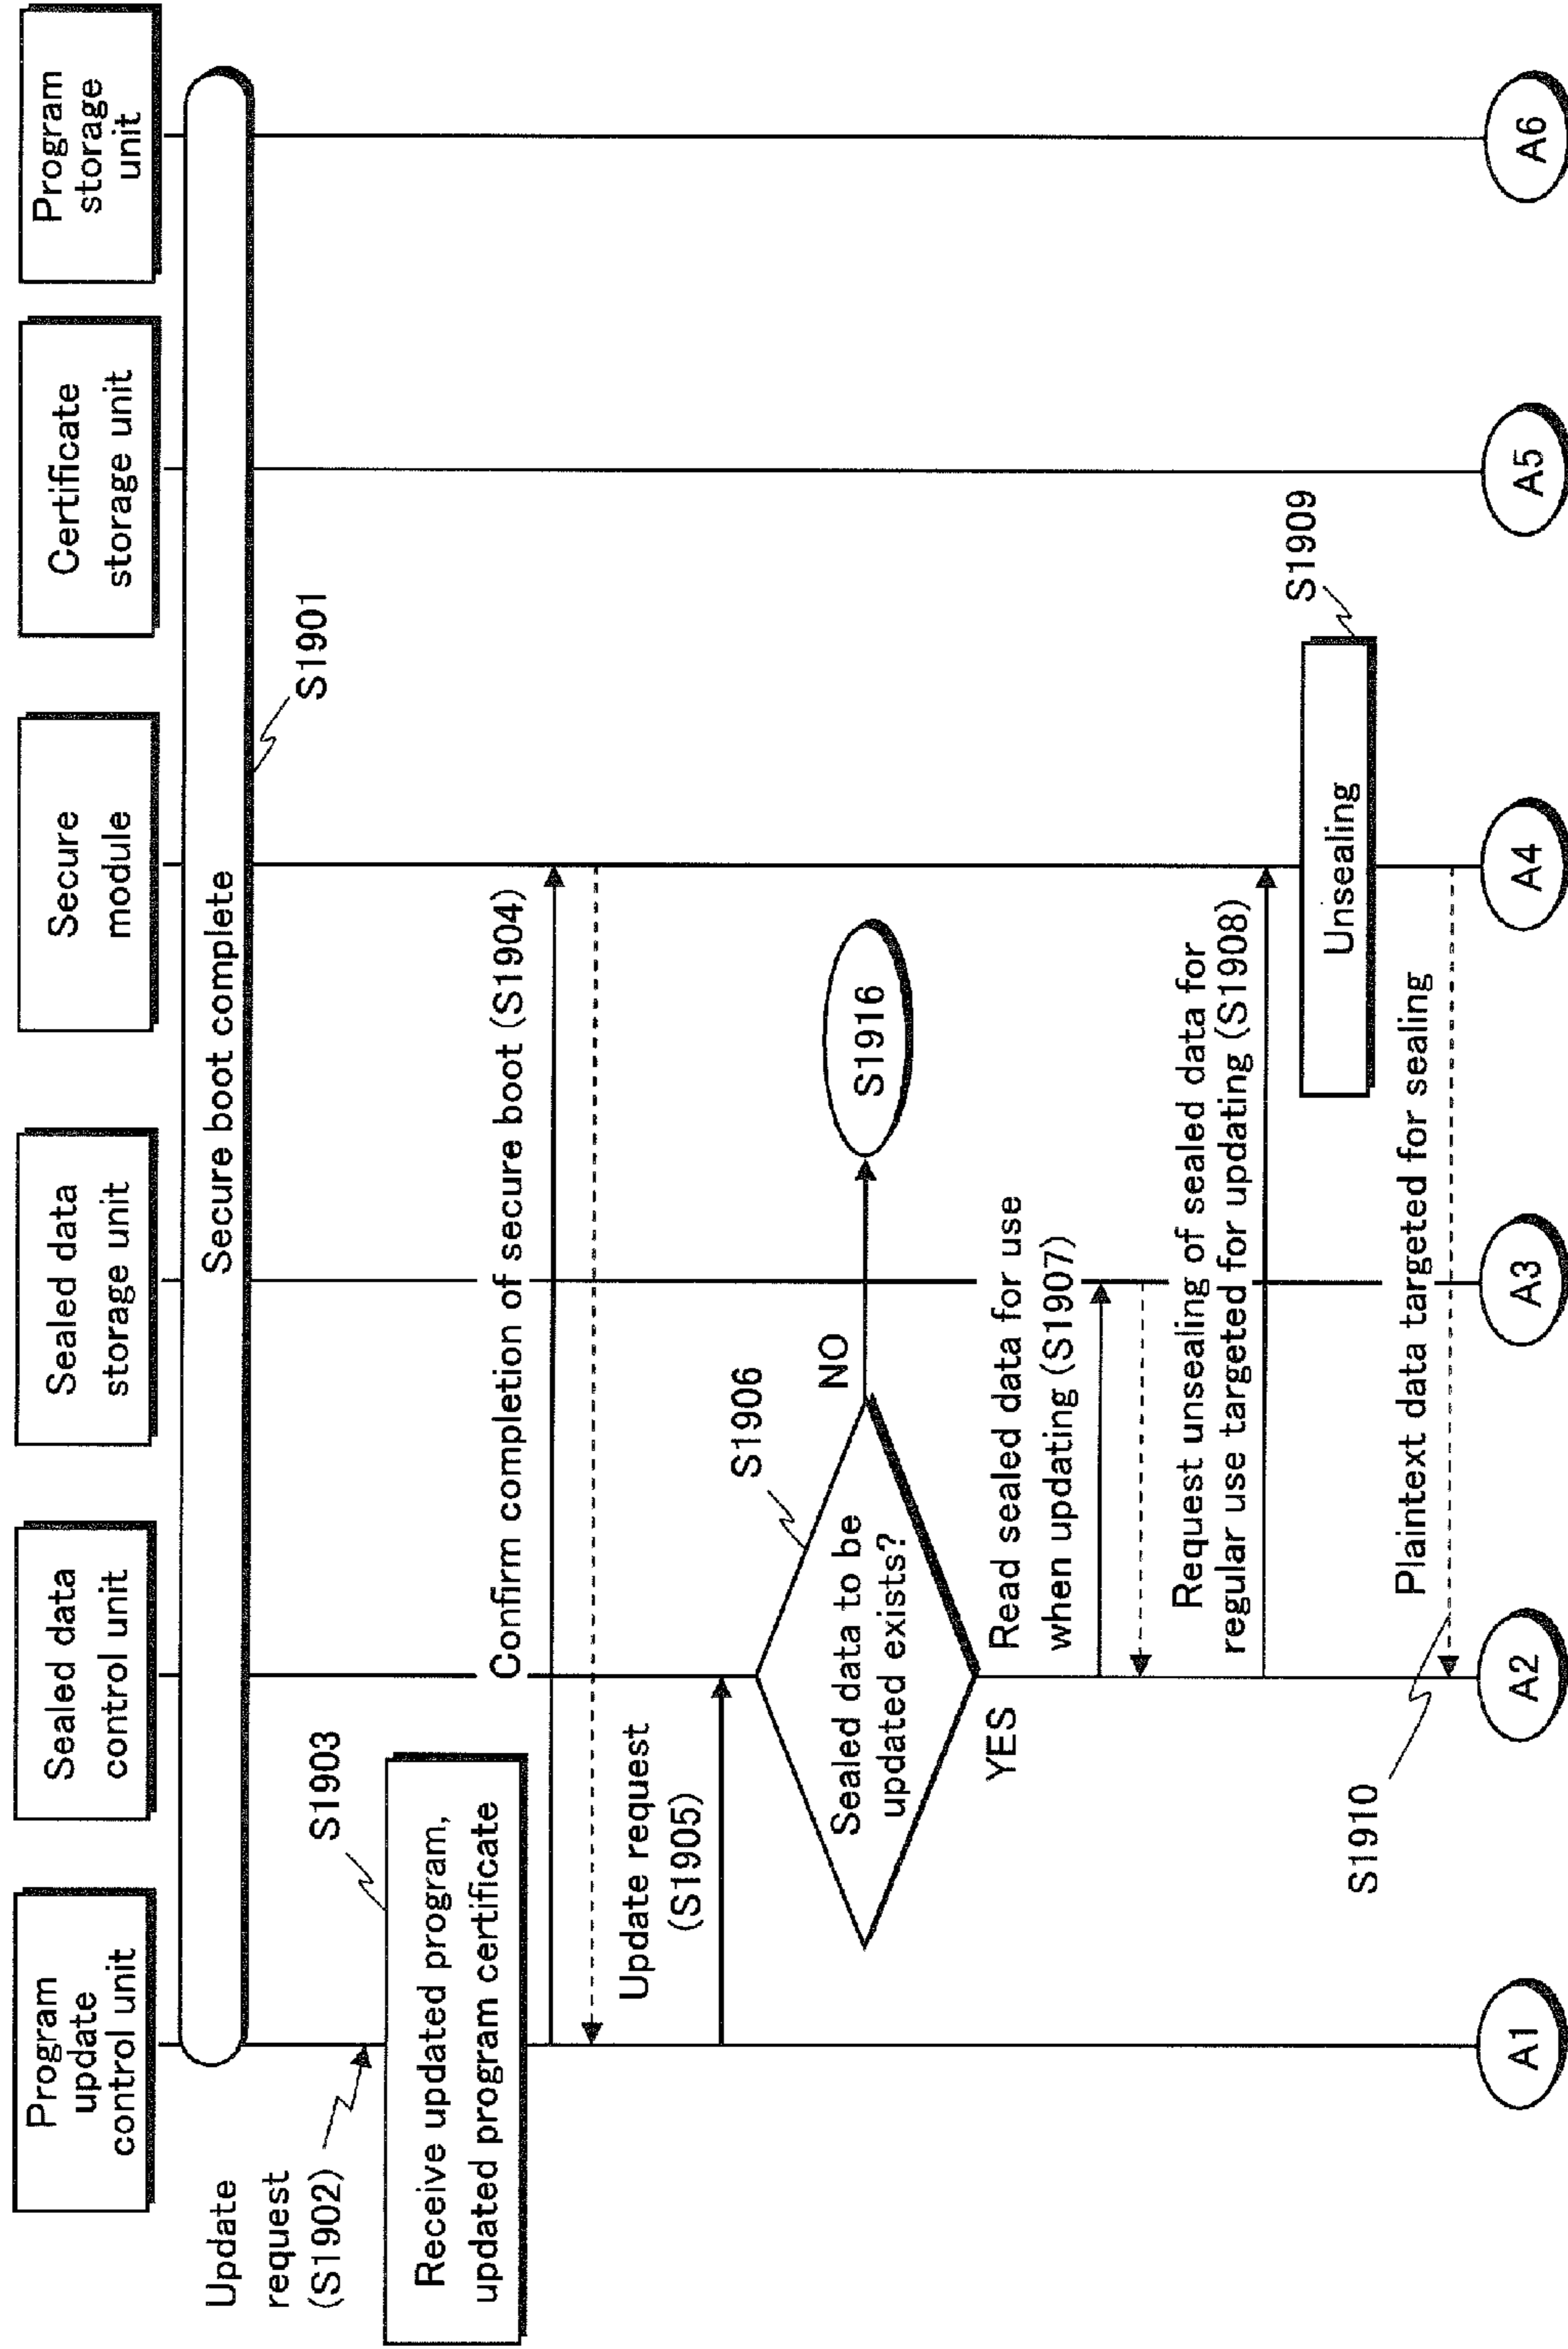 Program
update
control unit
Sealed data
control unit
Sealed data
storage unit
Secure
module
Certificate
storage unit
Program
storage
unit
Secure boot complete
S1901
Update
request
(S1902)
S1903
Receive updated program,
updated program certificate
Confirm completion of secure boot (S1904)
Update request
(S1905)
S1906
Sealed data to be
updated exists?
NO
S1916
YES
Read sealed data for use
when updating (S1907)
Request unsealing of sealed data for
regular use targeted for updating (S1908)
S1909
Unsealing
Plaintext data targeted for sealing
S1910
A1
A2
A3
A4
A5
A6